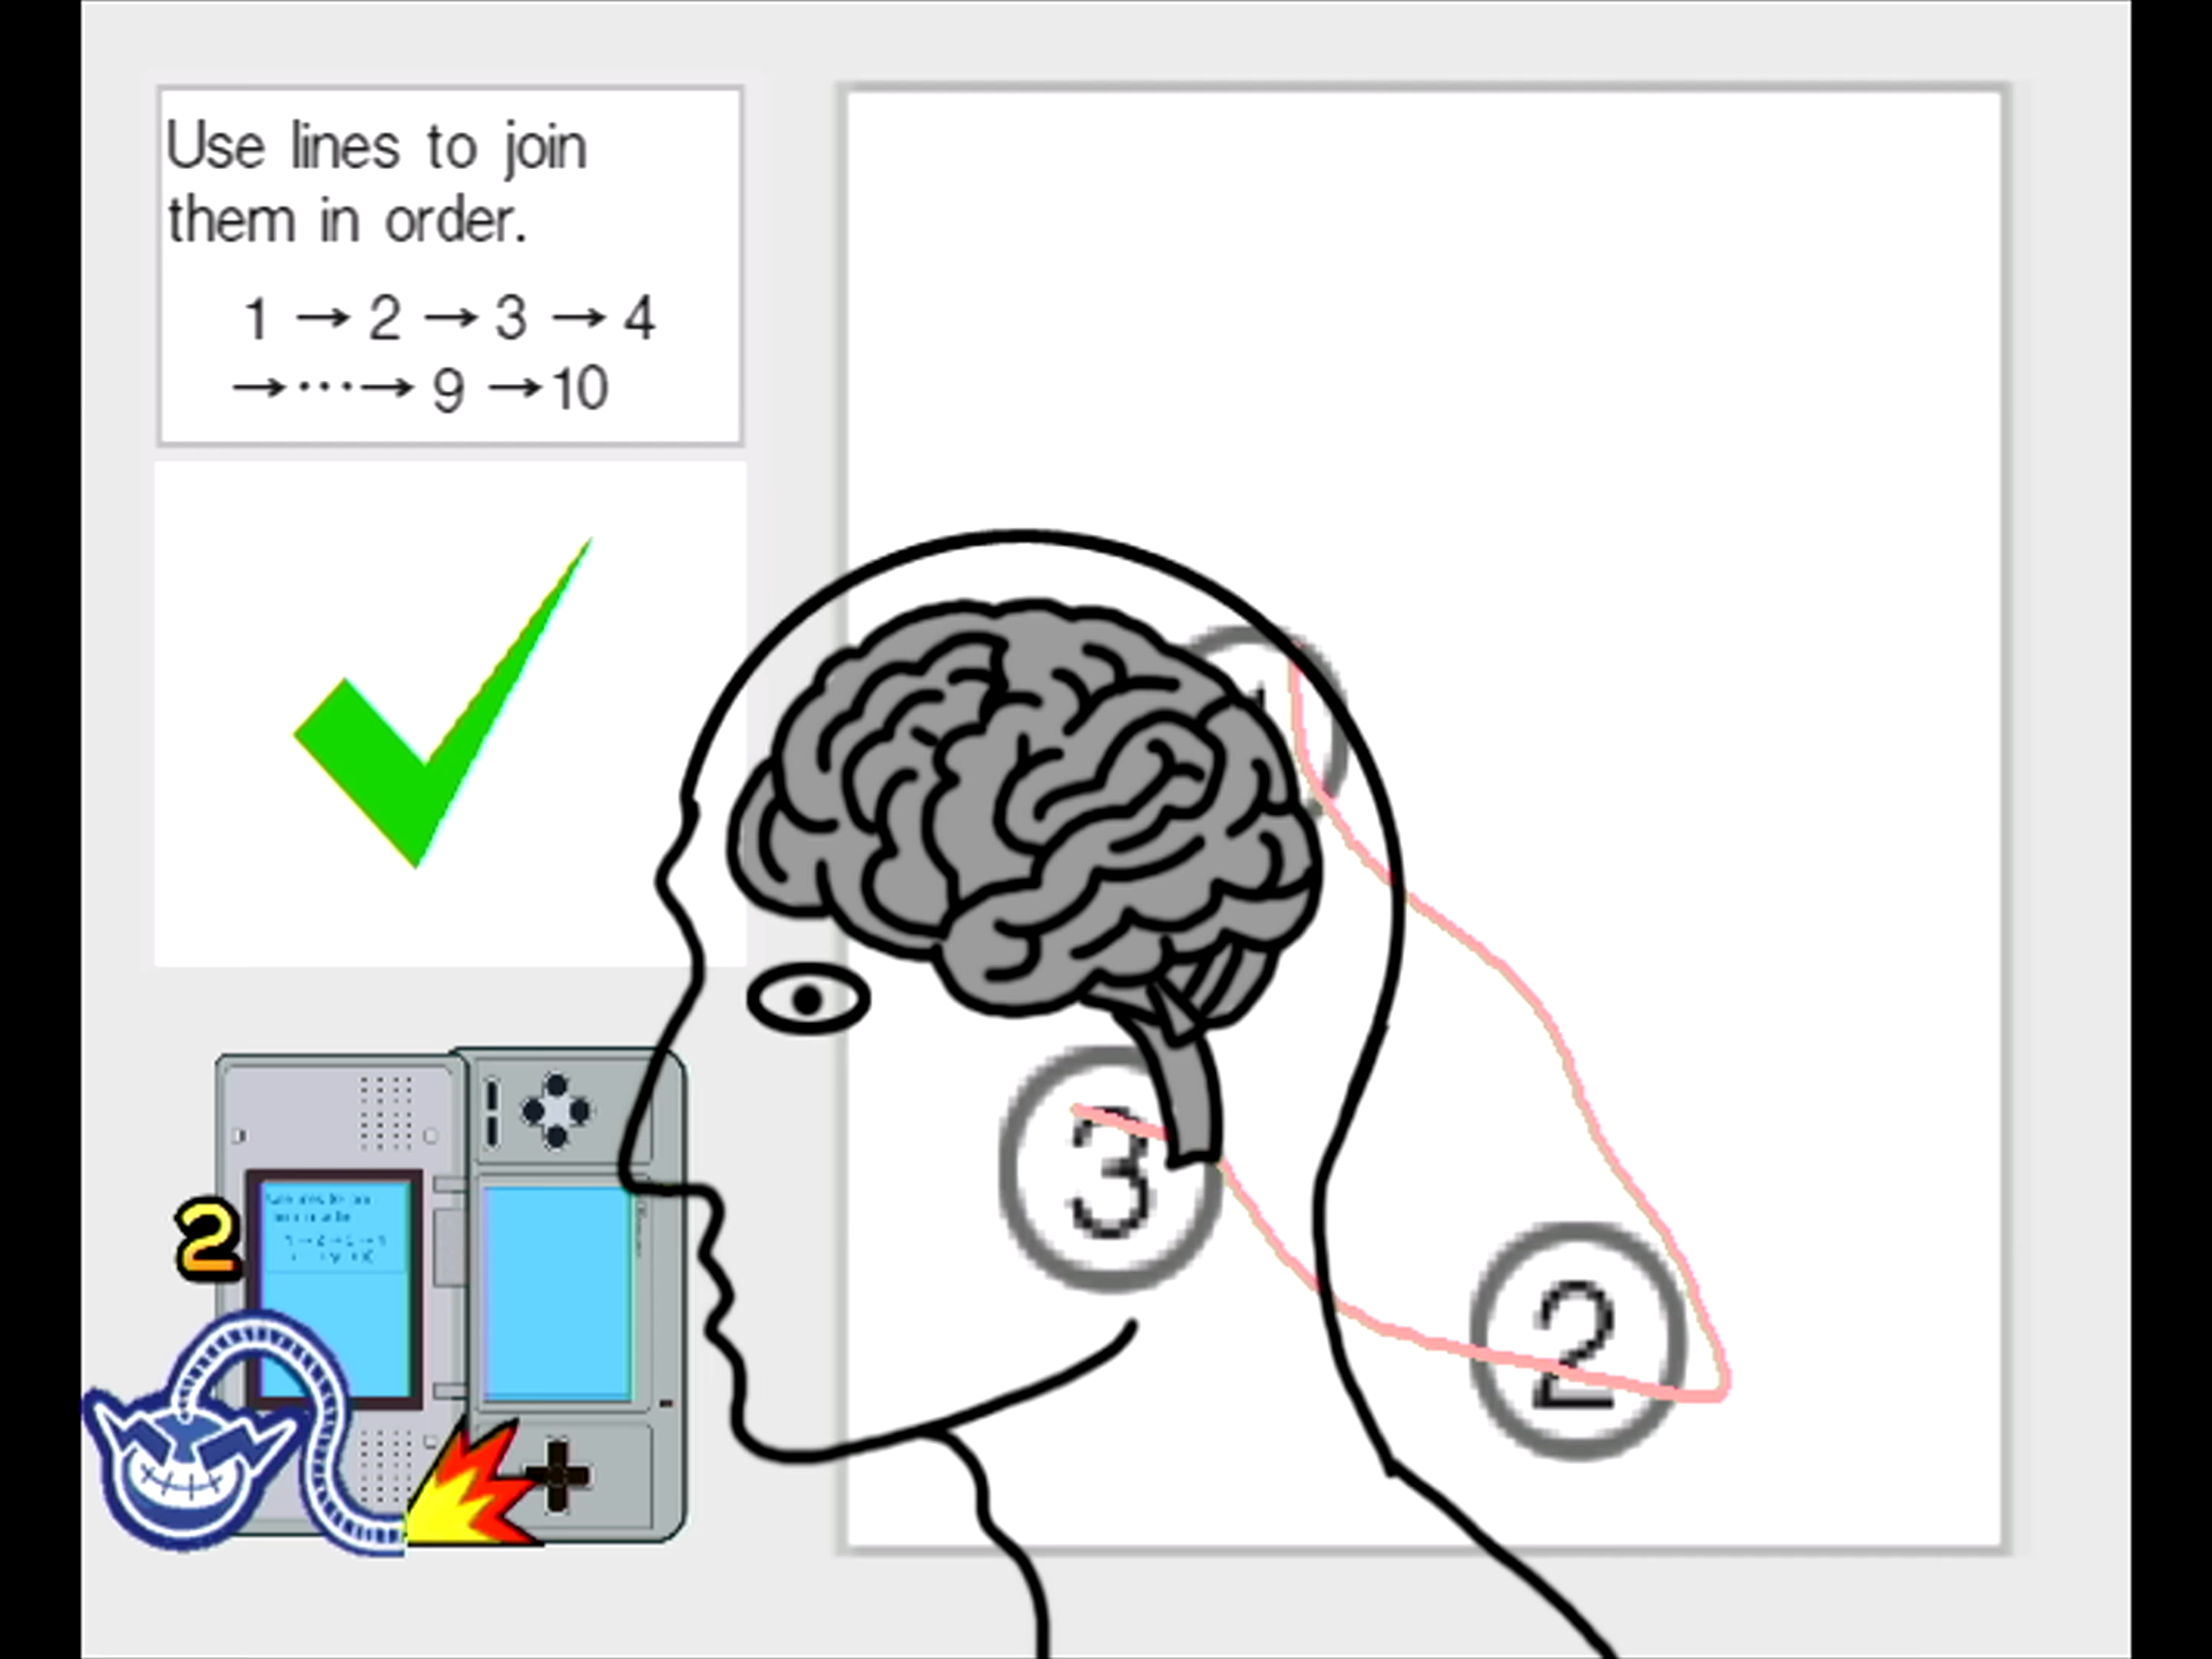 Use lines to join
them in order.
1 → 2 → 3 → 4
→···→ 9 →10
3
2
2